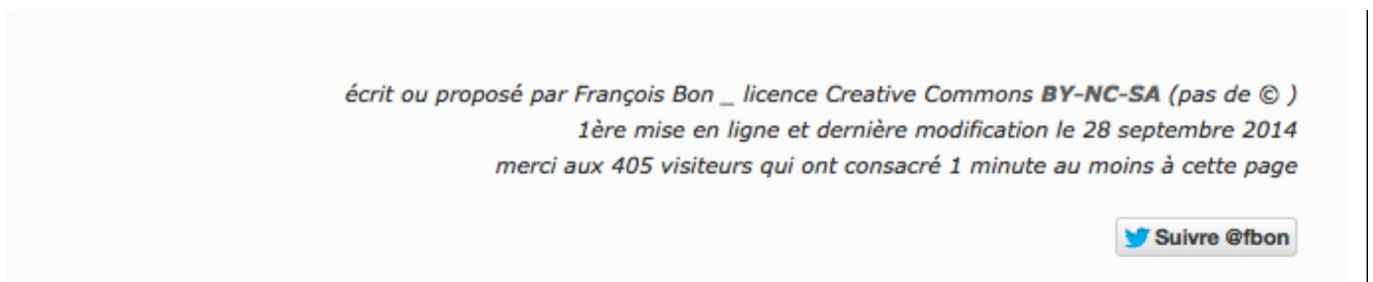 écrit ou proposé par François Bon _ licence Creative Commons BY-NC-SA (pas de © )
1ère mise en ligne et dernière modification le 28 septembre 2014
merci aux 405 visiteurs qui ont consacré 1 minute au moins à cette page
Suivre @fbon